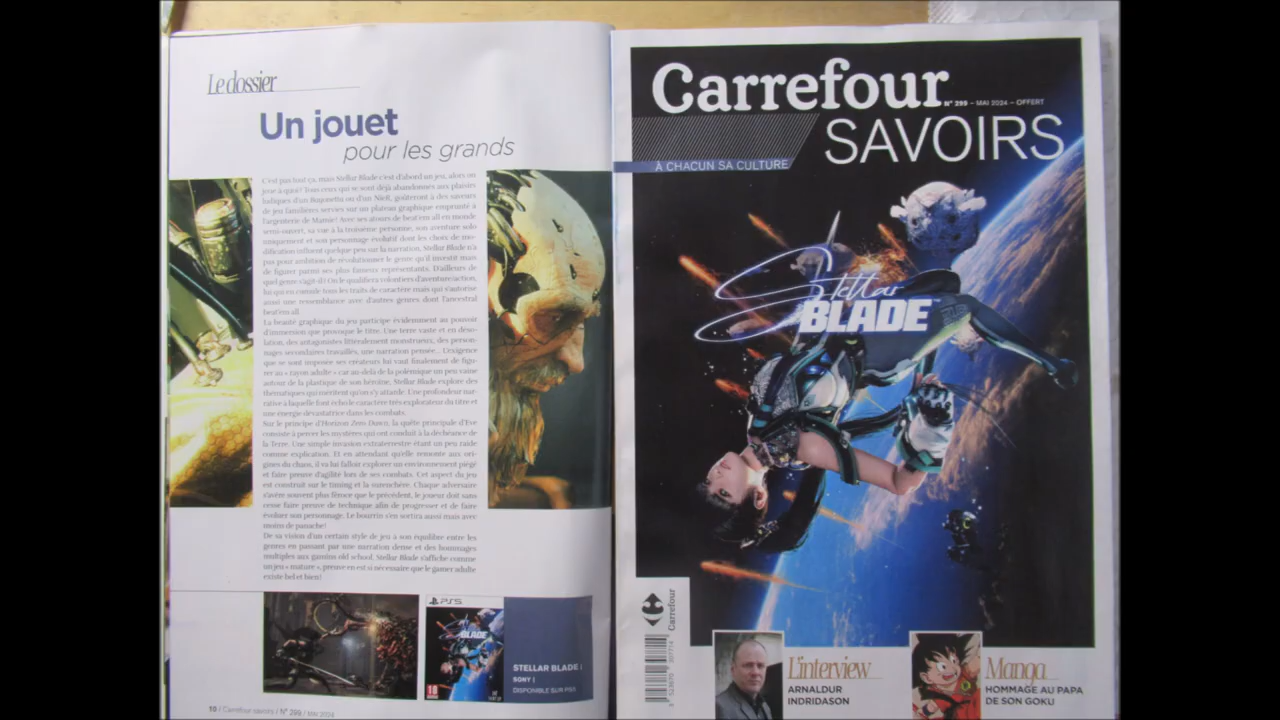 Le dossier
Un jouet
pour les grands
C'est pas tout ça, mais Stellar Blade c'est d'abord un jeu, alors on
joue à quoi? Tous ceux qui se sont déjà abandonnés aux plaisirs
ludiques d'un Bayonetta ou d'un NieR, goûteront à des saveurs
de jeu familières servies sur un plateau graphique emprunté à
l'argenterie de Mamie! Avec ses atours de beat'em all en monde
semi-ouvert, sa vue à la troisième personne, son aventure solo
uniquement et son personnage évolutif dont les choix de mo-
dification influent quelque peu sur la narration, Stellar Blade n'a
pas pour ambition de révolutionner le genre qu'il investit mais
de figurer parmi ses plus fameux représentants. D'ailleurs de
quel genre s'agit-il? On le qualifiera volontiers d'aventure/action,
lui qui en cumule tous les traits de caractère mais qui s'autorise
aussi une ressemblance avec d'autres genres dont l'ancestral
beat'em all.
La beauté graphique du jeu participe évidemment au pouvoir
d'immersion que provoque le titre. Une terre vaste et en déso-
lation, des antagonistes littéralement monstrueux, des person-
nages secondaires travaillés, une narration pensée... L'exigence
que se sont imposée ses créateurs lui vaut finalement de figu-
rer au « rayon adulte » car au-delà de la polémique un peu vaine
autour de la plastique de son héroïne, Stellar Blade explore des
thématiques qui méritent qu'on s'y attarde. Une profondeur nar-
rative à laquelle font écho le caractère très explorateur du titre et
une énergie dévastatrice dans les combats.
Sur le principe d'Horizon Zero Dawn, la quête principale d'Eve
consiste à percer les mystères qui ont conduit à la déchéance de
la Terre. Une simple invasion extraterrestre étant un peu raide
comme explication. Et en attendant qu'elle remonte aux ori-
gines du chaos, il va lui falloir explorer un environnement piégé
et faire preuve d'agilité lors de ses combats. Cet aspect du jeu
est construit sur le timing et la surenchère. Chaque adversaire
s'avère souvent plus féroce que le précédent, le joueur doit sans
cesse faire preuve de technique afin de progresser et de faire
évoluer son personnage. Le bourrin s'en sortira aussi mais avec
moins de panache!
De sa vision d'un certain style de jeu à son équilibre entre les
genres en passant par une narration dense et des hommages
multiples aux gaming old school, Stellar Blade s'affiche comme
un jeu « mature », preuve en est si nécessaire que le gamer adulte
existe bel et bien!
PS5
BLADE
18
STELLAR BLADE |
SONY |
DISPONIBLE SUR PS5
10 / Carrefour savoirs / N° 299 / MAI 2024
Carrefour
N° 299 – MAI 2024 – OFFERT
SAVOIRS
À CHACUN SA CULTURE
Stellar
BLADE
Carrefour
L'interview
ARNALDUR
INDRIDASON
Manga
HOMMAGE AU PAPA
DE SON GOKU